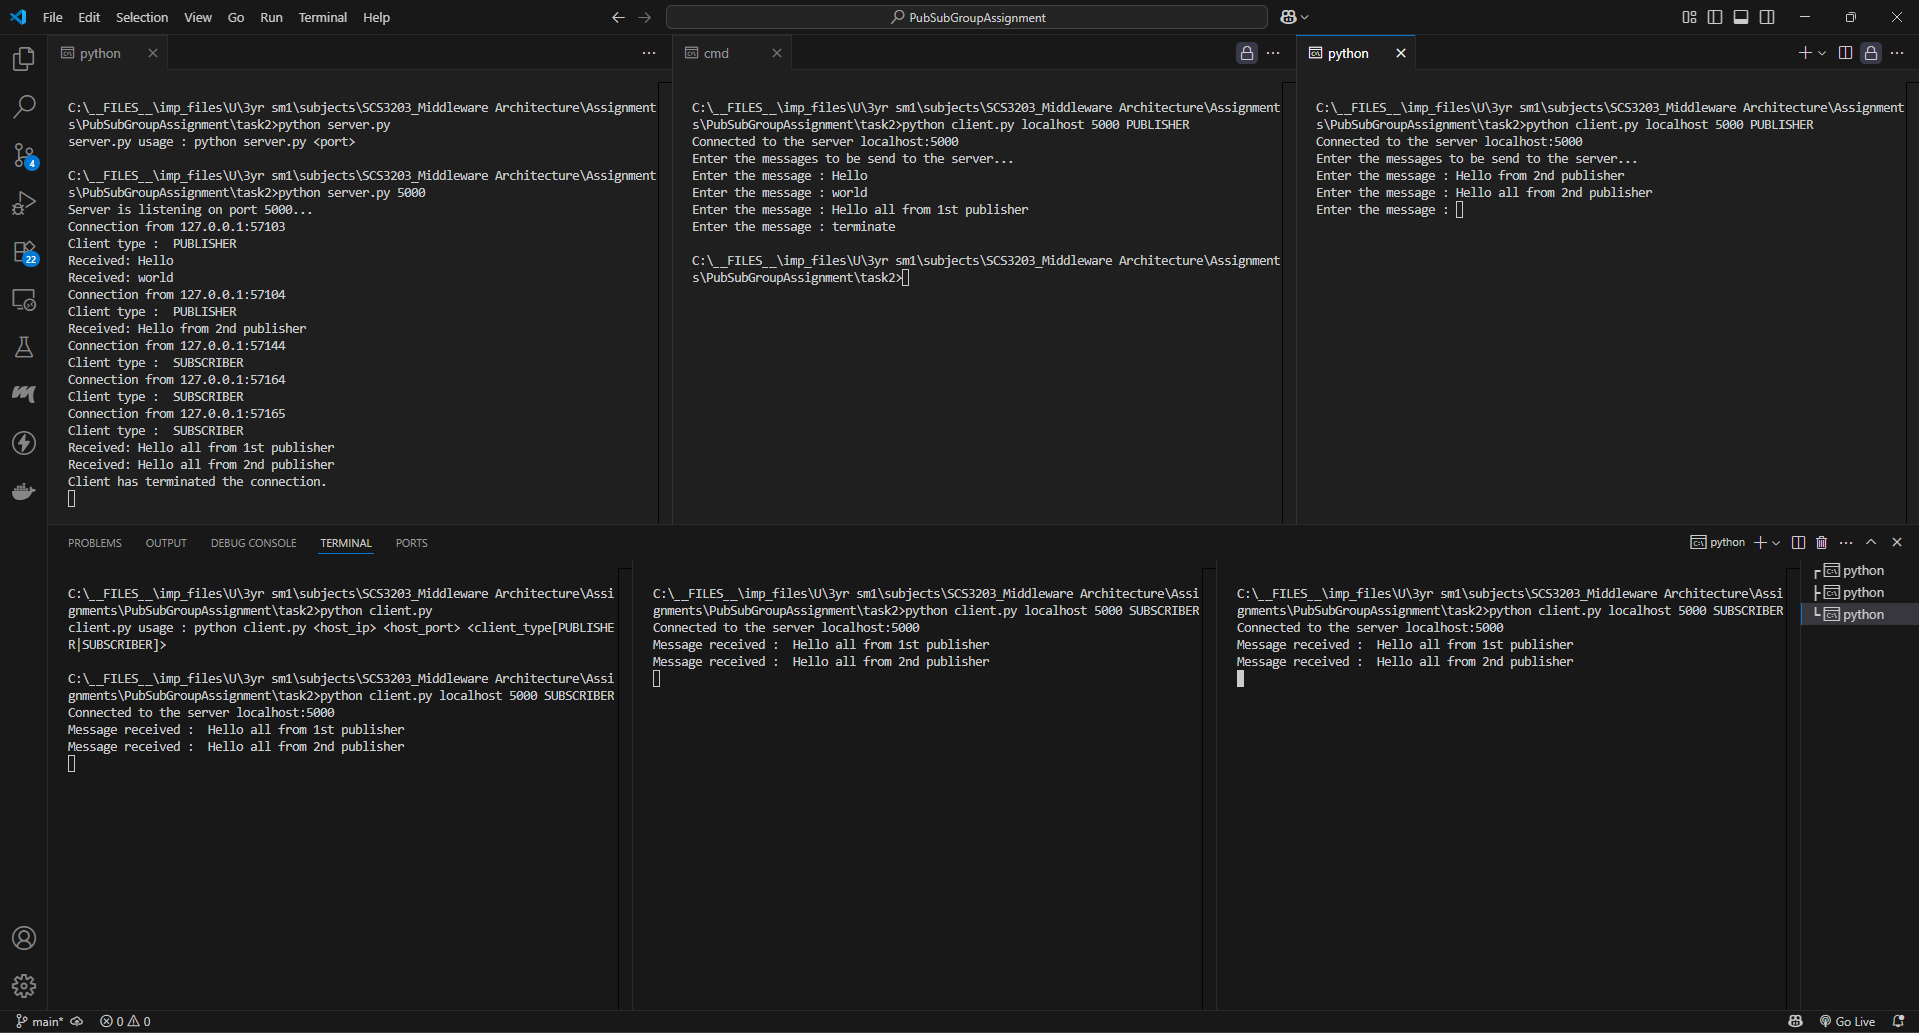 File Edit Selection View Go Run Terminal Help
PubSubGroupAssignment
python
C:\__FILES__\imp_files\U\3yr sm1\subjects\SCS3203_Middleware Architecture\Assignment
s\PubSubGroupAssignment\task2>python server.py
server.py usage : python server.py <port>
C:\__FILES__\imp_files\U\3yr sm1\subjects\SCS3203_Middleware Architecture\Assignment
s\PubSubGroupAssignment\task2>python server.py 5000
Server is listening on port 5000...
Connection from 127.0.0.1:57103
Client type :  PUBLISHER
Received: Hello
Received: world
Connection from 127.0.0.1:57104
Client type :  PUBLISHER
Received: Hello from 2nd publisher
Connection from 127.0.0.1:57144
Client type :  SUBSCRIBER
Connection from 127.0.0.1:57164
Client type :  SUBSCRIBER
Connection from 127.0.0.1:57165
Client type :  SUBSCRIBER
Received: Hello all from 1st publisher
Received: Hello all from 2nd publisher
Client has terminated the connection.
cmd
C:\__FILES__\imp_files\U\3yr sm1\subjects\SCS3203_Middleware Architecture\Assignment
s\PubSubGroupAssignment\task2>python client.py localhost 5000 PUBLISHER
Connected to the server localhost:5000
Enter the messages to be send to the server...
Enter the message : Hello
Enter the message : world
Enter the message : Hello all from 1st publisher
Enter the message : terminate
C:\__FILES__\imp_files\U\3yr sm1\subjects\SCS3203_Middleware Architecture\Assignment
s\PubSubGroupAssignment\task2>
python
C:\__FILES__\imp_files\U\3yr sm1\subjects\SCS3203_Middleware Architecture\Assignment
s\PubSubGroupAssignment\task2>python client.py localhost 5000 PUBLISHER
Connected to the server localhost:5000
Enter the messages to be send to the server...
Enter the message : Hello from 2nd publisher
Enter the message : Hello all from 2nd publisher
Enter the message :
4
22
PROBLEMS OUTPUT DEBUG CONSOLE TERMINAL PORTS
python
C:\__FILES__\imp_files\U\3yr sm1\subjects\SCS3203_Middleware Architecture\Assi
gnments\PubSubGroupAssignment\task2>python client.py
client.py usage : python client.py <host_ip> <host_port> <client_type[PUBLISHE
R|SUBSCRIBER]>
C:\__FILES__\imp_files\U\3yr sm1\subjects\SCS3203_Middleware Architecture\Assi
gnments\PubSubGroupAssignment\task2>python client.py localhost 5000 SUBSCRIBER
Connected to the server localhost:5000
Message received :  Hello all from 1st publisher
Message received :  Hello all from 2nd publisher
C:\__FILES__\imp_files\U\3yr sm1\subjects\SCS3203_Middleware Architecture\Assi
gnments\PubSubGroupAssignment\task2>python client.py localhost 5000 SUBSCRIBER
Connected to the server localhost:5000
Message received :  Hello all from 1st publisher
Message received :  Hello all from 2nd publisher
C:\__FILES__\imp_files\U\3yr sm1\subjects\SCS3203_Middleware Architecture\Assi
gnments\PubSubGroupAssignment\task2>python client.py localhost 5000 SUBSCRIBER
Connected to the server localhost:5000
Message received :  Hello all from 1st publisher
Message received :  Hello all from 2nd publisher
python
python
python
main* 0 0 Go Live